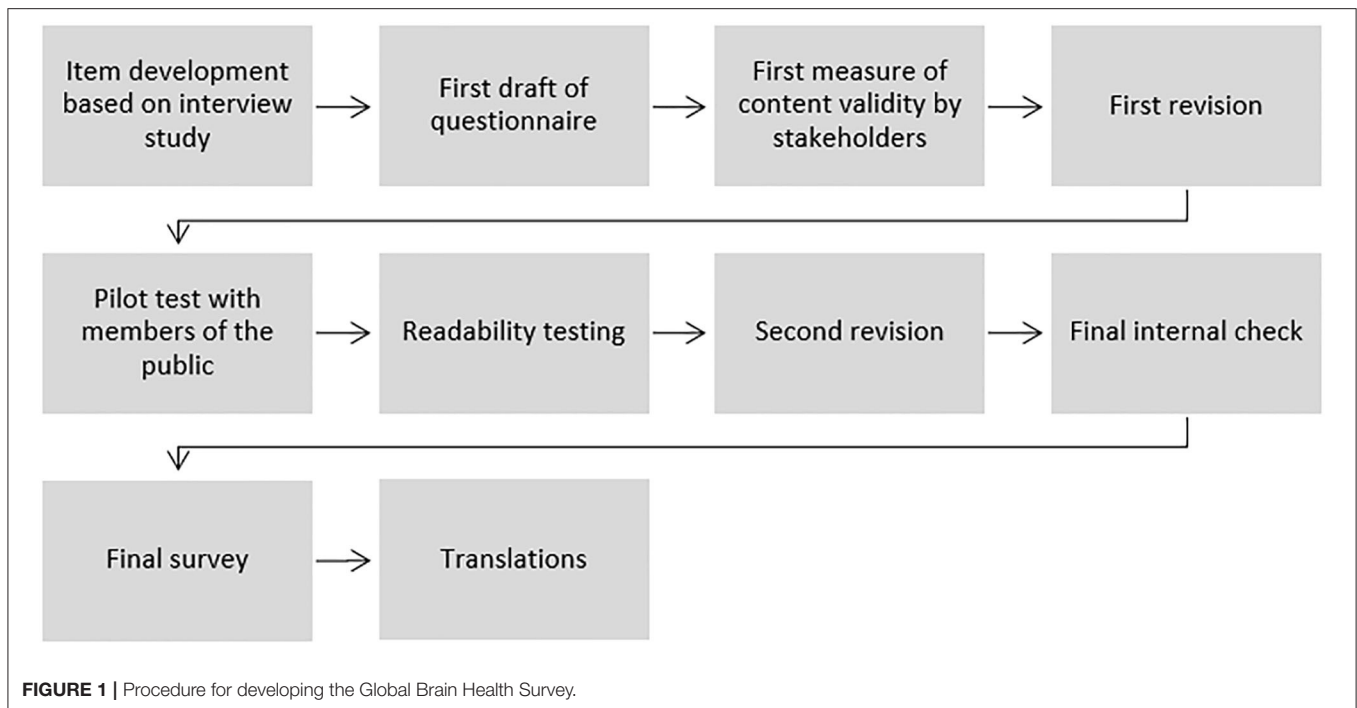 Item development
based on interview
study
First draft of
questionnaire
First measure of
content validity by
stakeholders
First revision
Pilot test with
members of the
public
Readability testing
Second revision
Final internal check
Final survey
Translations
FIGURE 1 | Procedure for developing the Global Brain Health Survey.